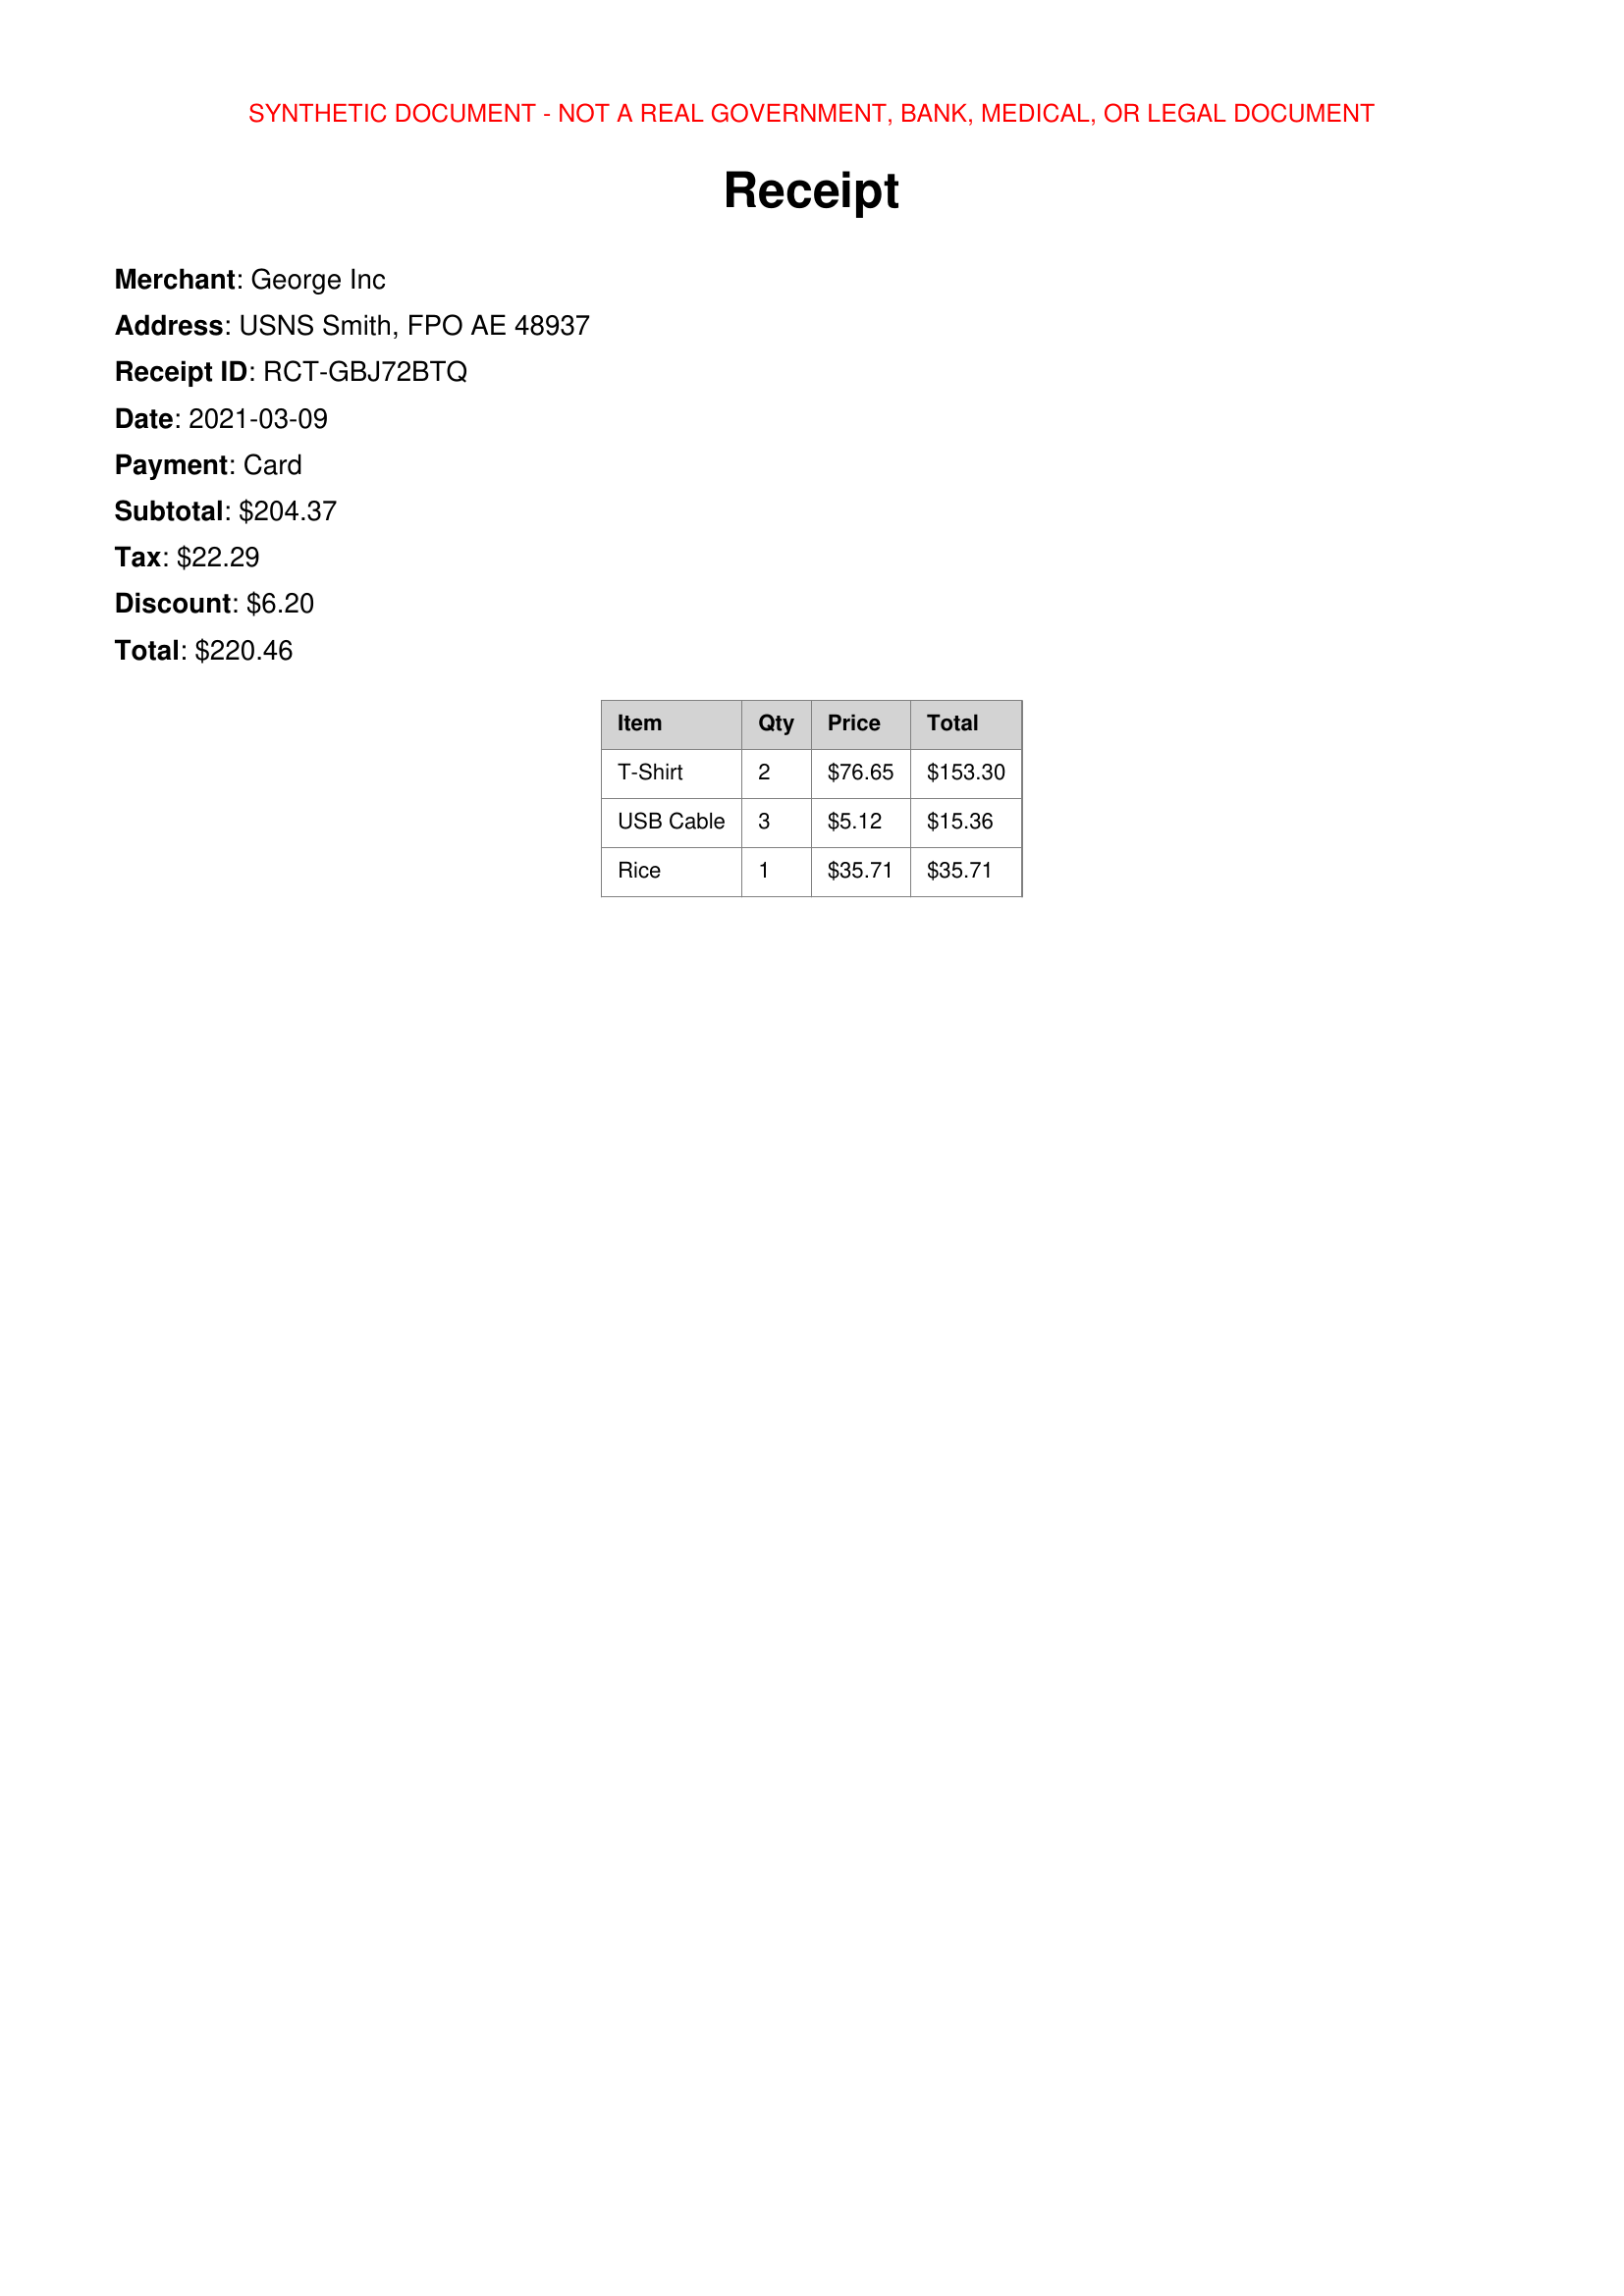 SYNTHETIC DOCUMENT - NOT A REAL GOVERNMENT, BANK, MEDICAL, OR LEGAL DOCUMENT
Receipt
Merchant: George Inc
Address: USNS Smith, FPO AE 48937
Receipt ID: RCT-GBJ72BTQ
Date: 2021-03-09
Payment: Card
Subtotal: $204.37
Tax: $22.29
Discount: $6.20
Total: $220.46
Item Qty Price Total
T-Shirt 2 $76.65 $153.30
USB Cable 3 $5.12 $15.36
Rice 1 $35.71 $35.71